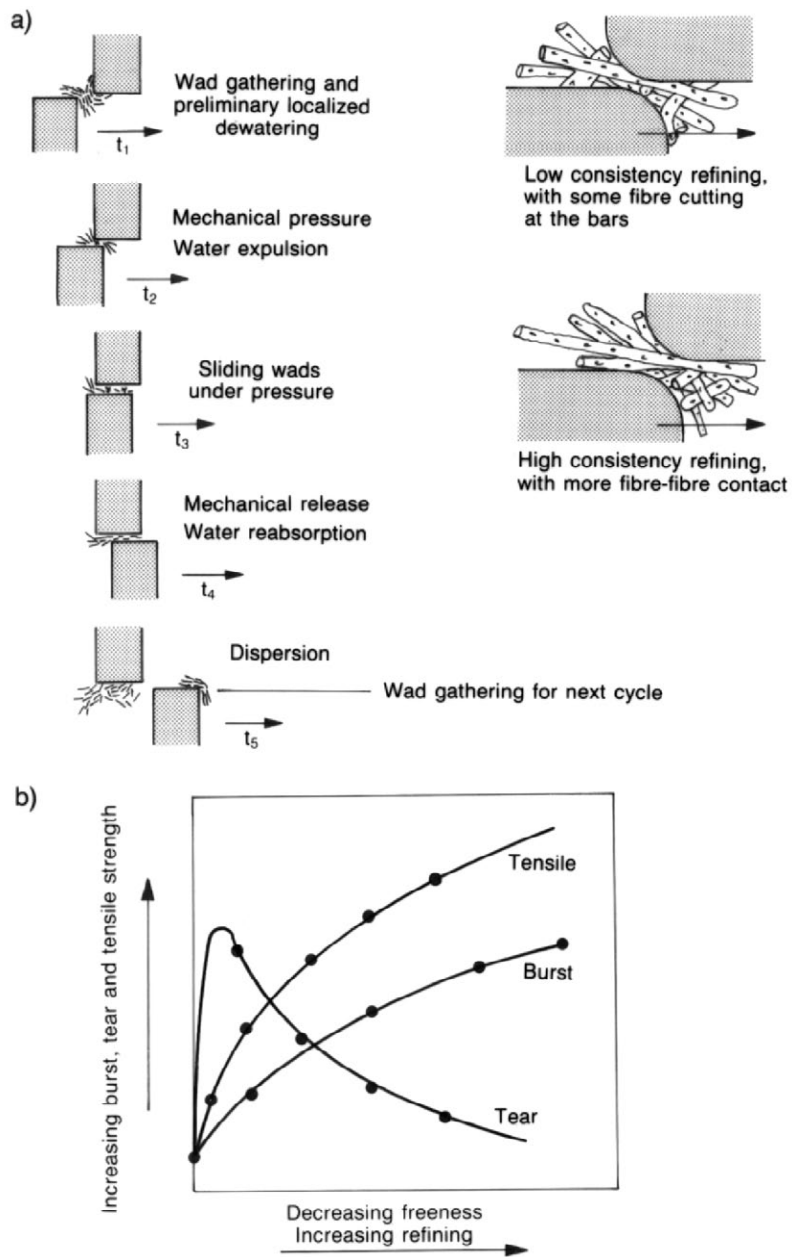 a)
Wad gathering and
preliminary localized
dewatering
t₁
Mechanical pressure
Water expulsion
t₂
Sliding wads
under pressure
t₃
Mechanical release
Water reabsorption
t₄
Dispersion
Wad gathering for next cycle
t₅
Low consistency refining,
with some fibre cutting
at the bars
High consistency refining,
with more fibre-fibre contact
b)
Increasing burst, tear and tensile strength
Tensile
Burst
Tear
Decreasing freeness
Increasing refining